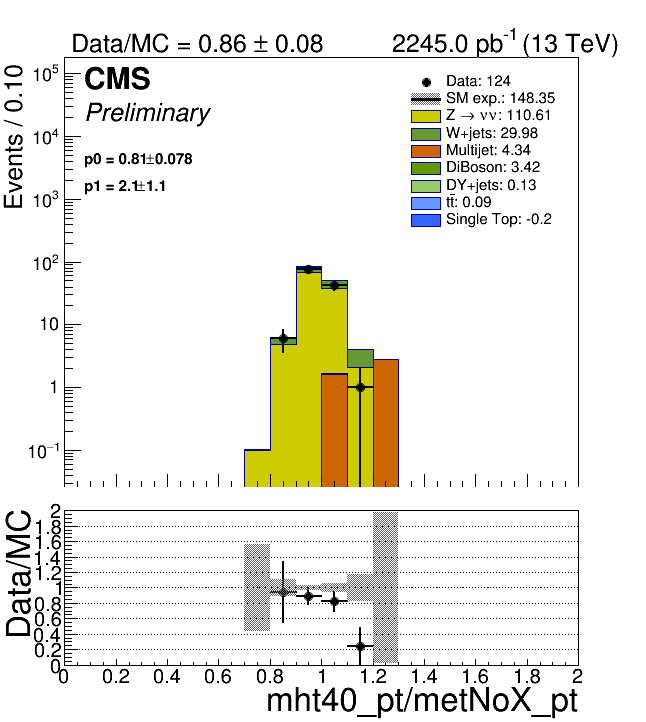 Data/MC = 0.86 ± 0.08 2245.0 pb⁻¹ (13 TeV)
Events / 0.10
CMS
Preliminary
p0 = 0.81±0.078
p1 = 2.1±1.1
Data: 124
SM exp.: 148.35
Z → νν: 110.61
W+jets: 29.98
Multijet: 4.34
DiBoson: 3.42
DY+jets: 0.13
tt̄: 0.09
Single Top: -0.2
10⁵
10⁴
10³
10²
10
1
10⁻¹
Data/MC
2
1.8
1.6
1.4
1.2
1
0.8
0.6
0.4
0.2
0
0 0.2 0.4 0.6 0.8 1 1.2 1.4 1.6 1.8 2
mht40_pt/metNoX_pt